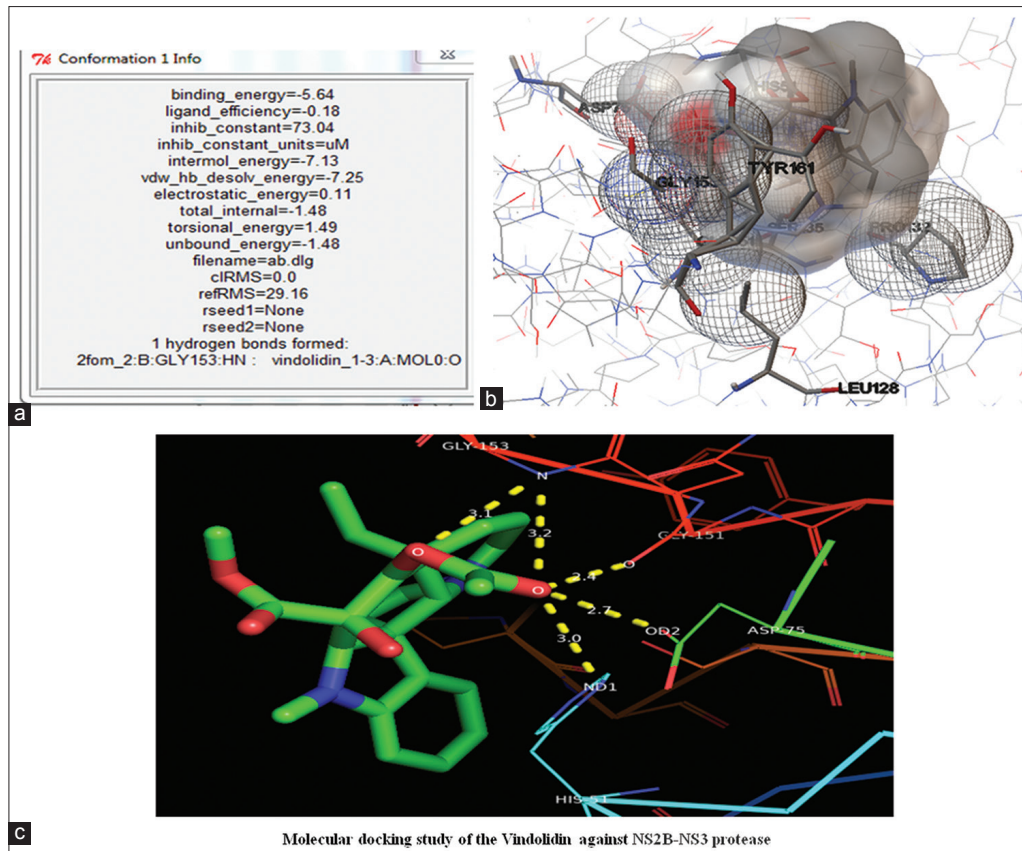 Conformation 1 Info
binding_energy=-5.64
ligand_efficiency=-0.18
inhib_constant=73.04
inhib_constant_units=uM
intermol_energy=-7.13
vdw_hb_desolv_energy=-7.25
electrostatic_energy=0.11
total_internal=-1.48
torsional_energy=1.49
unbound_energy=-1.48
filename=ab.dlg
clRMS=0.0
refRMS=29.16
rseed1=None
rseed2=None
1 hydrogen bonds formed:
2fom_2:B:GLY153:HN : vindolidin_1-3:A:MOL0:O
a
TYR161
LEU128
b
GLY-153
N
3.1
3.2
GLY-151
O
O
2.4
O
2.7
OD2
ASP-75
3.0
ND1
HIS-51
c
Molecular docking study of the Vindolidin against NS2B-NS3 protease